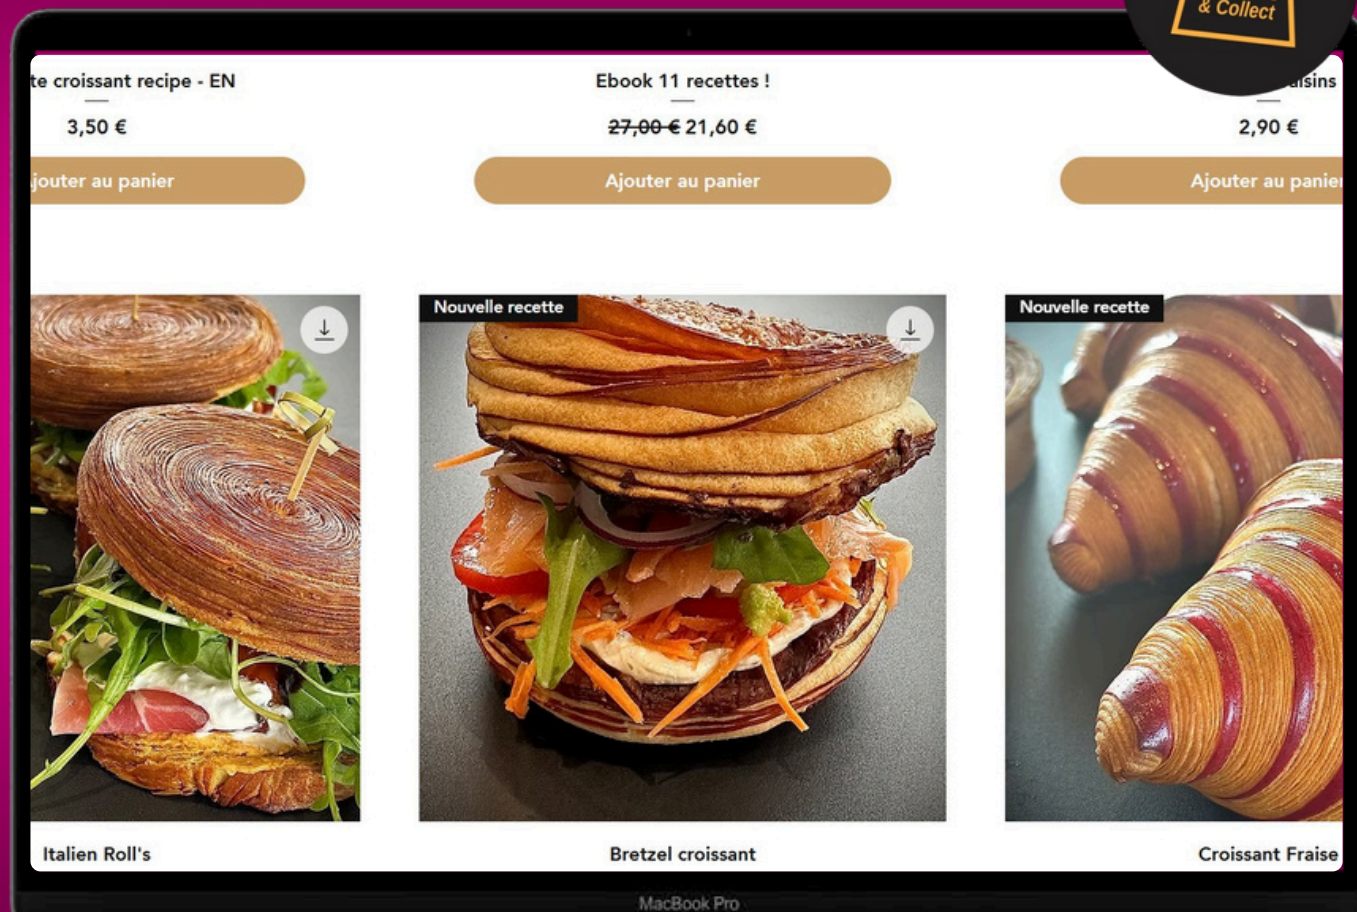 & Collect
te croissant recipe - EN
Ebook 11 recettes !
aisins
3,50 €
27,00 € 21,60 €
2,90 €
jouter au panier
Ajouter au panier
Ajouter au panier
Nouvelle recette
Nouvelle recette
Italien Roll's
Bretzel croissant
Croissant Fraise
MacBook Pro